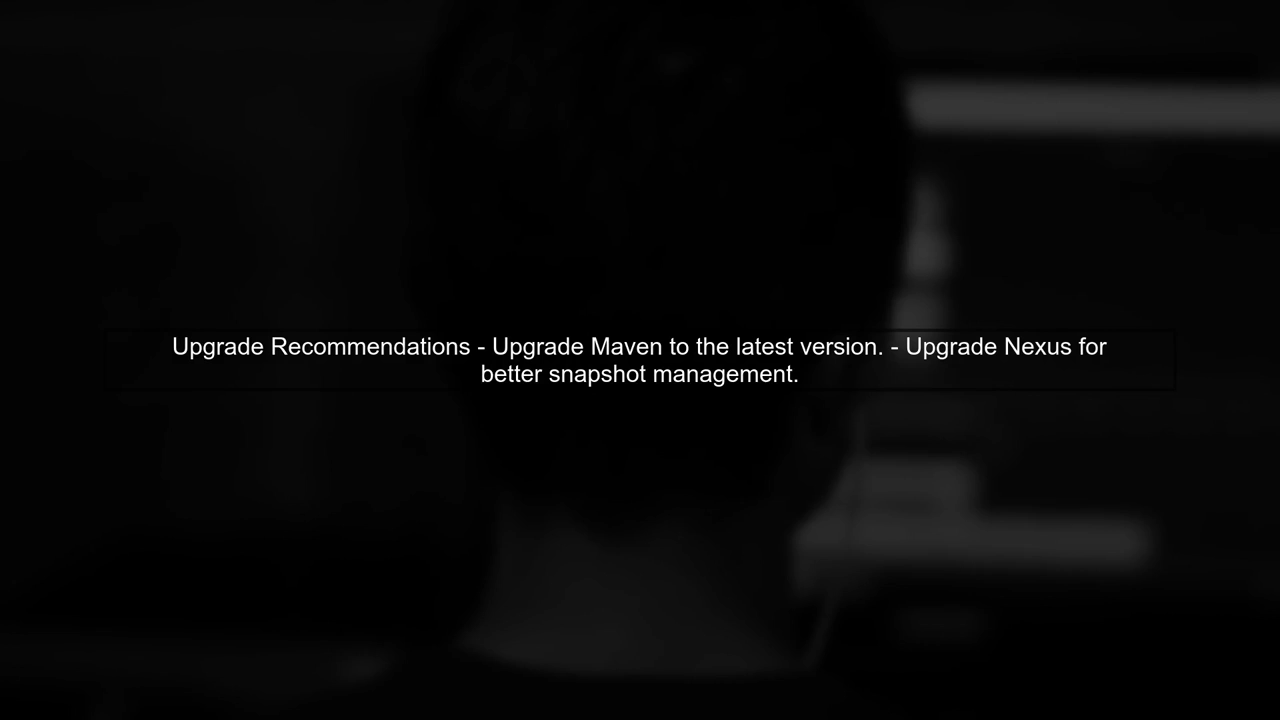 Upgrade Recommendations - Upgrade Maven to the latest version. - Upgrade Nexus for
better snapshot management.